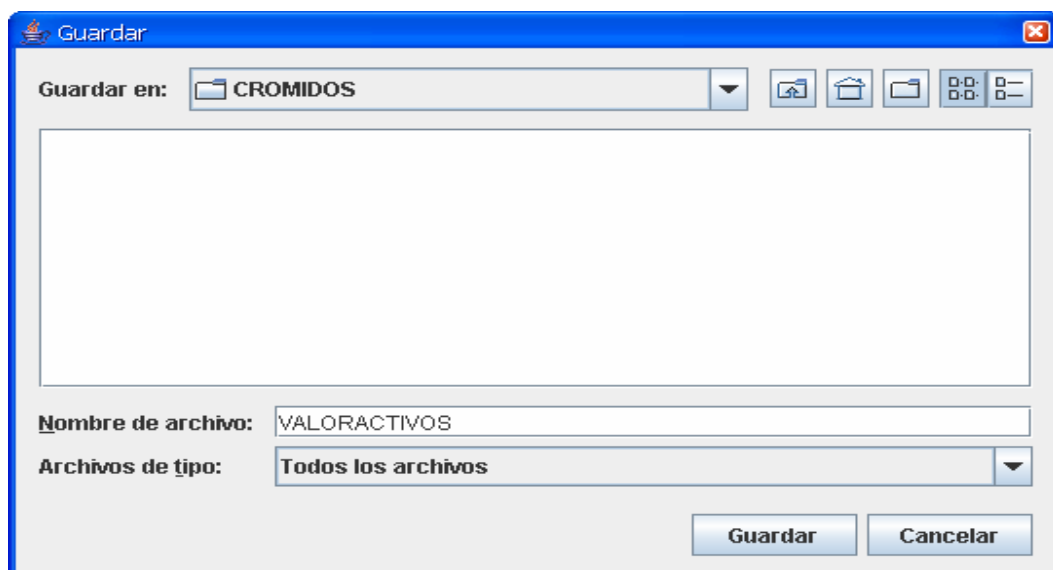 Guardar
Guardar en: CROMIDOS
Nombre de archivo: VALORACTIVOS
Archivos de tipo: Todos los archivos
Guardar Cancelar